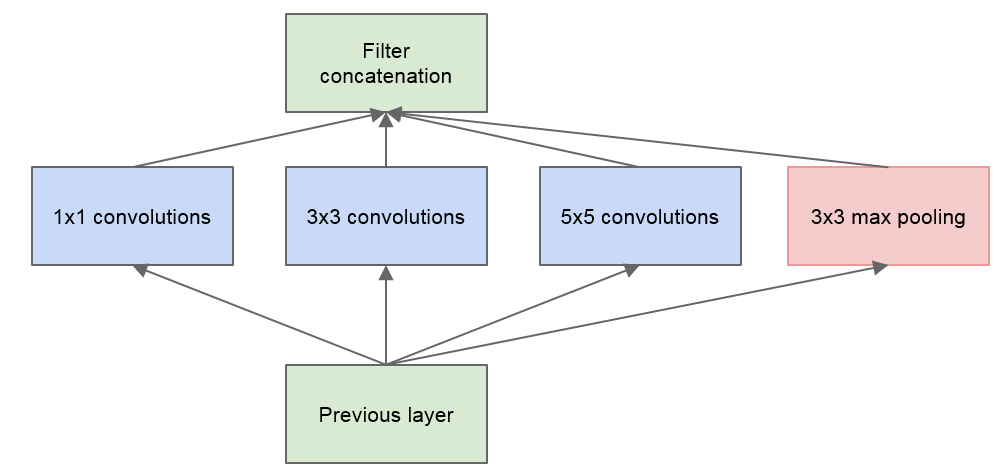 Filter
concatenation
1x1 convolutions
3x3 convolutions
5x5 convolutions
3x3 max pooling
Previous layer